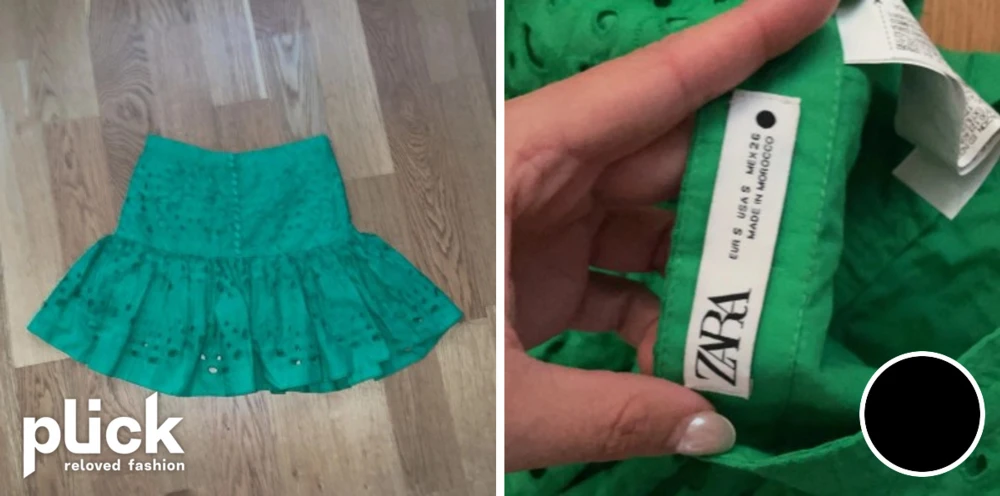 plick
reloved fashion
ZARA
EUR S USA S MEX 26
MADE IN MOROCCO